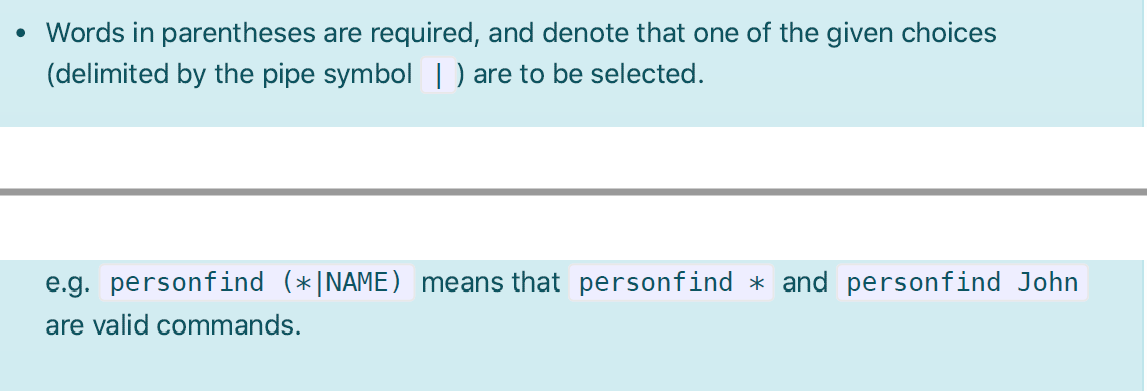 • Words in parentheses are required, and denote that one of the given choices
(delimited by the pipe symbol |) are to be selected.
e.g. personfind (*|NAME) means that personfind * and personfind John
are valid commands.